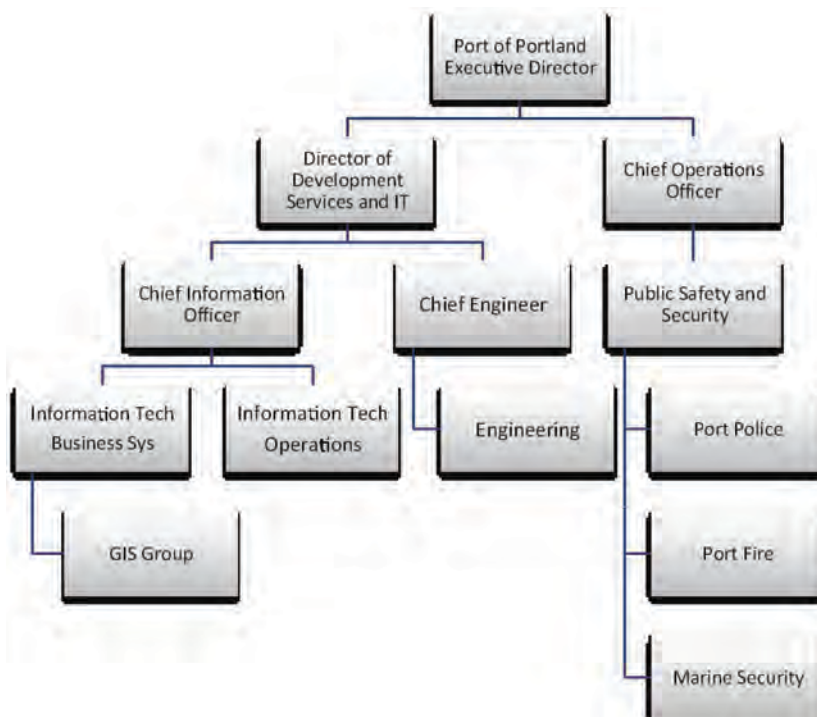 Port of Portland
Executive Director
Director of
Development
Services and IT
Chief Operations
Officer
Chief Information
Officer
Chief Engineer
Public Safety and
Security
Information Tech
Business Sys
Information Tech
Operations
Engineering
Port Police
GIS Group
Port Fire
Marine Security